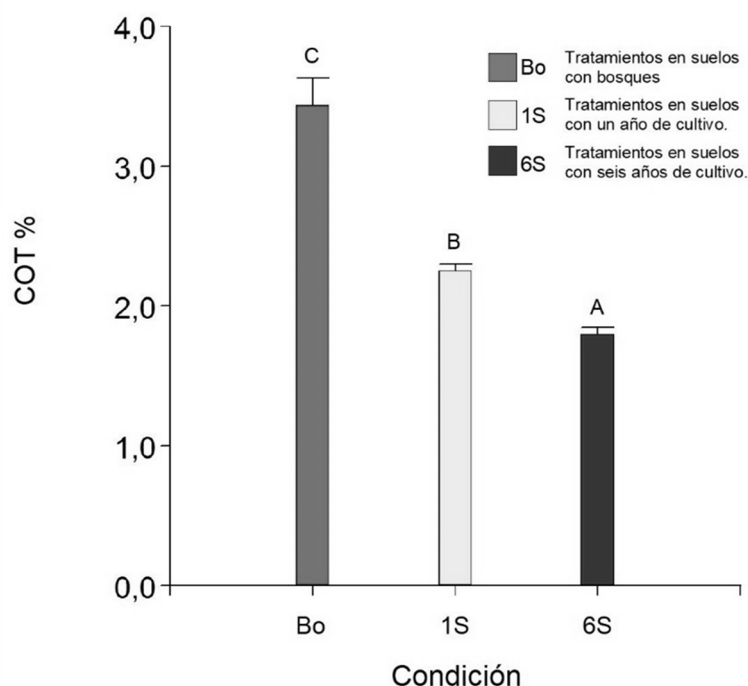 4,0
3,0
2,0
1,0
0,0
COT %
C
B
A
Bo Tratamientos en suelos
con bosques
1S Tratamientos en suelos
con un año de cultivo.
6S Tratamientos en suelos
con seis años de cultivo.
Bo 1S 6S
Condición